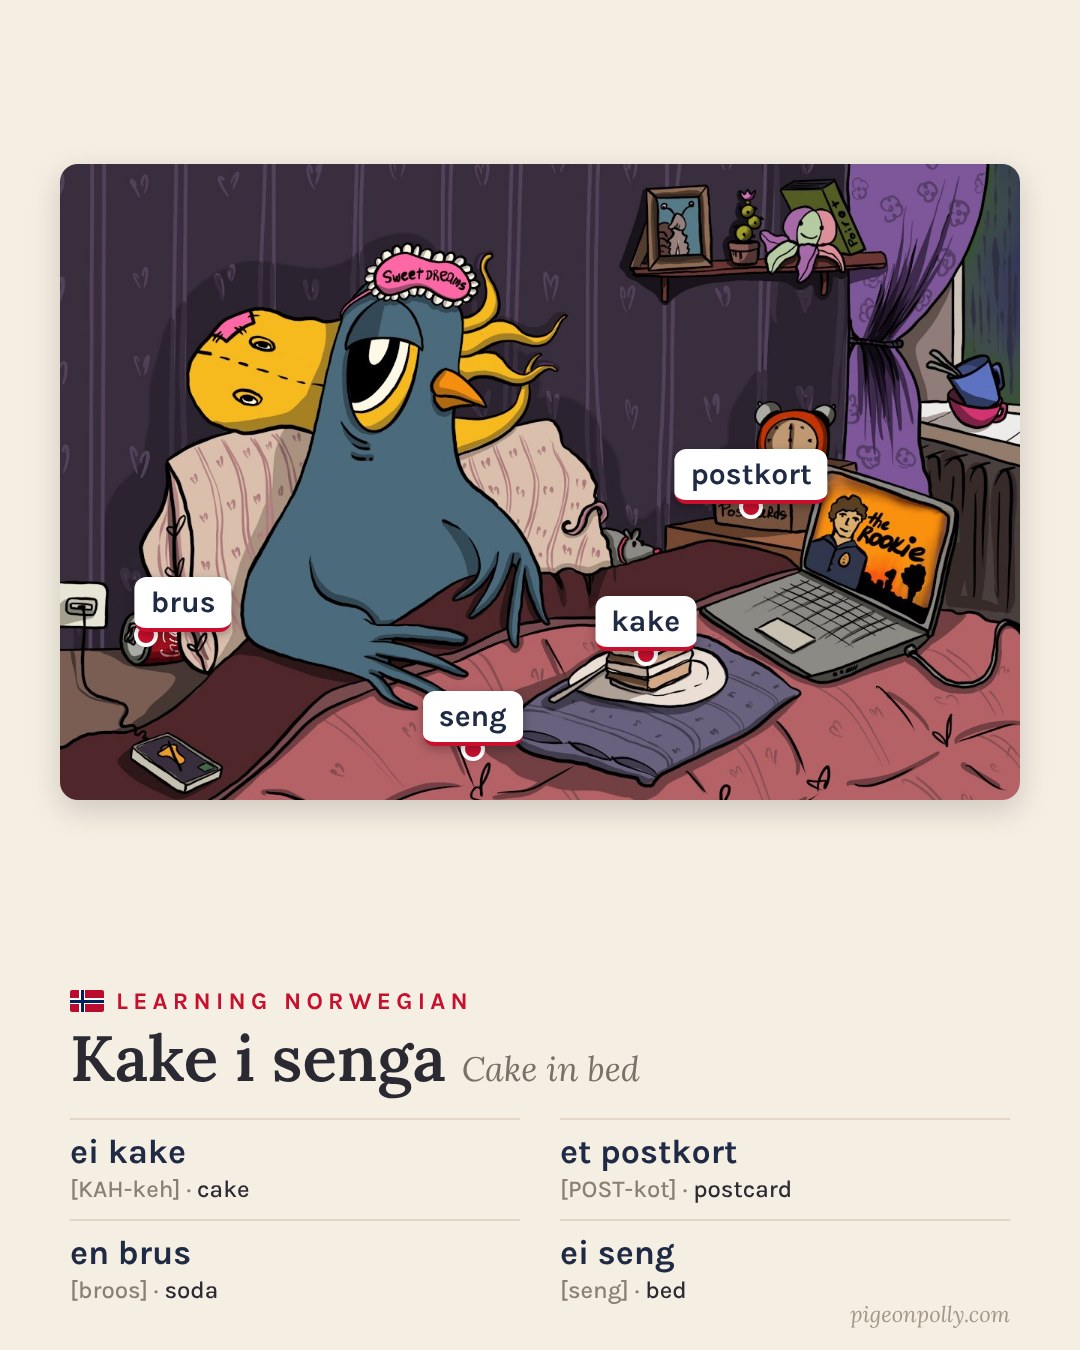 Sweet DREAMS
Poirot
postkort
the
ROOKIE
brus
kake
seng
LEARNING NORWEGIAN
Kake i senga Cake in bed
ei kake
[KAH-keh] · cake
et postkort
[POST-kot] · postcard
en brus
[broos] · soda
ei seng
[seng] · bed
pigeonpolly.com